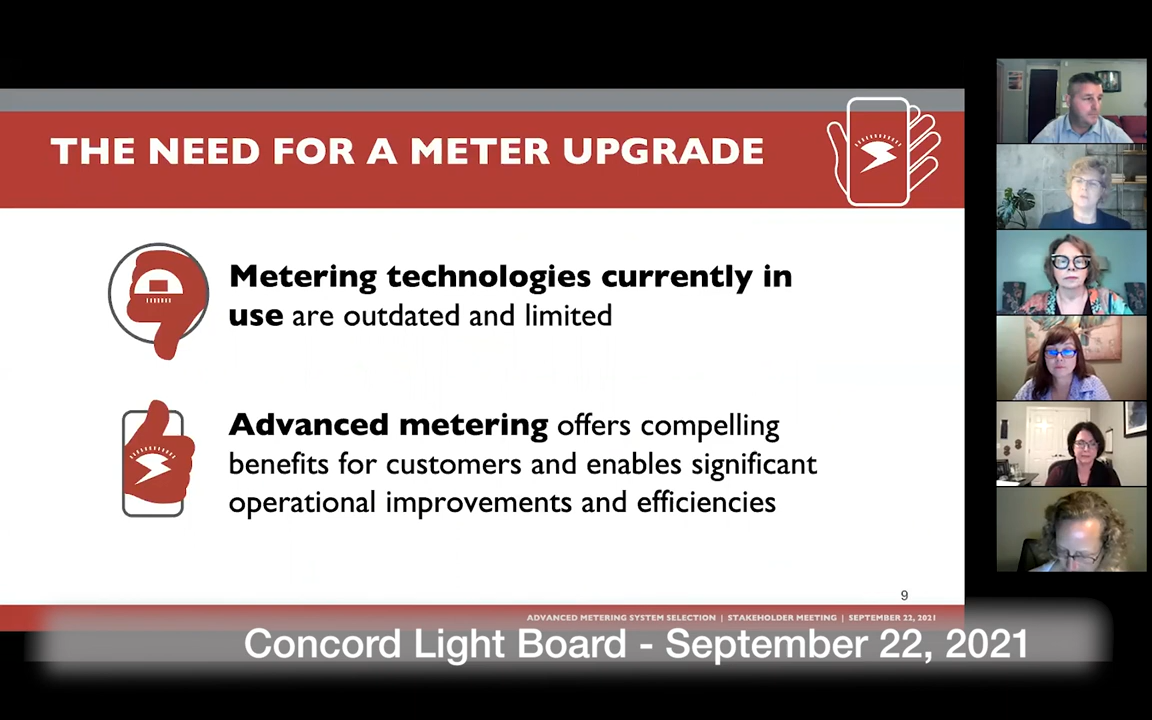 THE NEED FOR A METER UPGRADE
Metering technologies currently in
use are outdated and limited
Advanced metering offers compelling
benefits for customers and enables significant
operational improvements and efficiencies
9
ADVANCED METERING SYSTEM SELECTION | STAKEHOLDER MEETING | SEPTEMBER 22, 2021
Concord Light Board - September 22, 2021